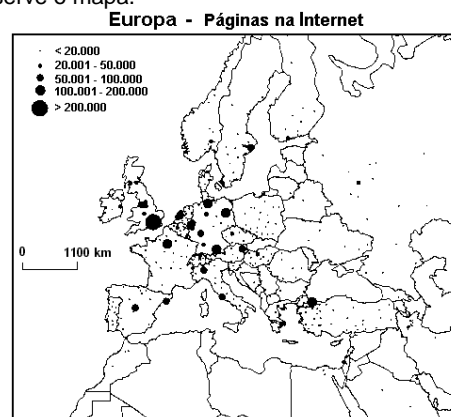 serve o mapa.
Europa - Páginas na Internet
< 20.000
20.001 - 50.000
50.001 - 100.000
100.001 - 200.000
> 200.000
0 1100 km